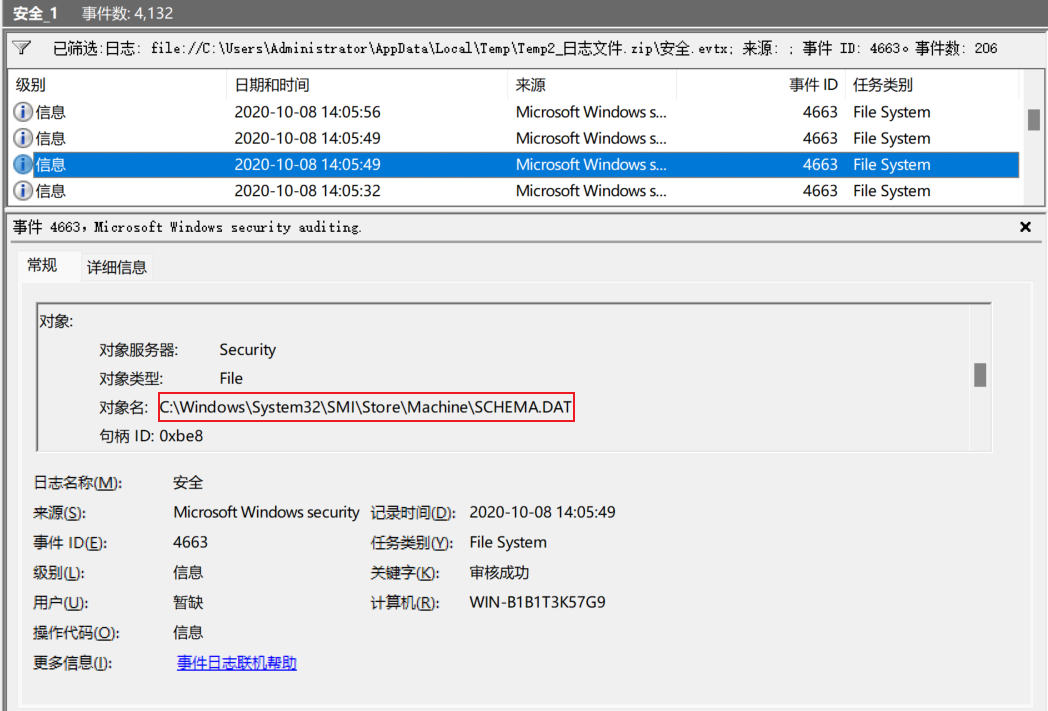 安全_1 事件数: 4,132
已筛选:日志: file://C:\Users\Administrator\AppData\Local\Temp\Temp2_日志文件.zip\安全.evtx; 来源: ; 事件 ID: 4663。事件数: 206
级别 日期和时间 来源 事件 ID 任务类别
信息 2020-10-08 14:05:56 Microsoft Windows s... 4663 File System
信息 2020-10-08 14:05:49 Microsoft Windows s... 4663 File System
信息 2020-10-08 14:05:49 Microsoft Windows s... 4663 File System
信息 2020-10-08 14:05:32 Microsoft Windows s... 4663 File System
事件 4663，Microsoft Windows security auditing.
常规 详细信息
对象:
对象服务器: Security
对象类型: File
对象名: C:\Windows\System32\SMI\Store\Machine\SCHEMA.DAT
句柄 ID: 0xbe8
日志名称(M): 安全
来源(S): Microsoft Windows security 记录时间(D): 2020-10-08 14:05:49
事件 ID(E): 4663 任务类别(Y): File System
级别(L): 信息 关键字(K): 审核成功
用户(U): 暂缺 计算机(R): WIN-B1B1T3K57G9
操作代码(O): 信息
更多信息(I): 事件日志联机帮助